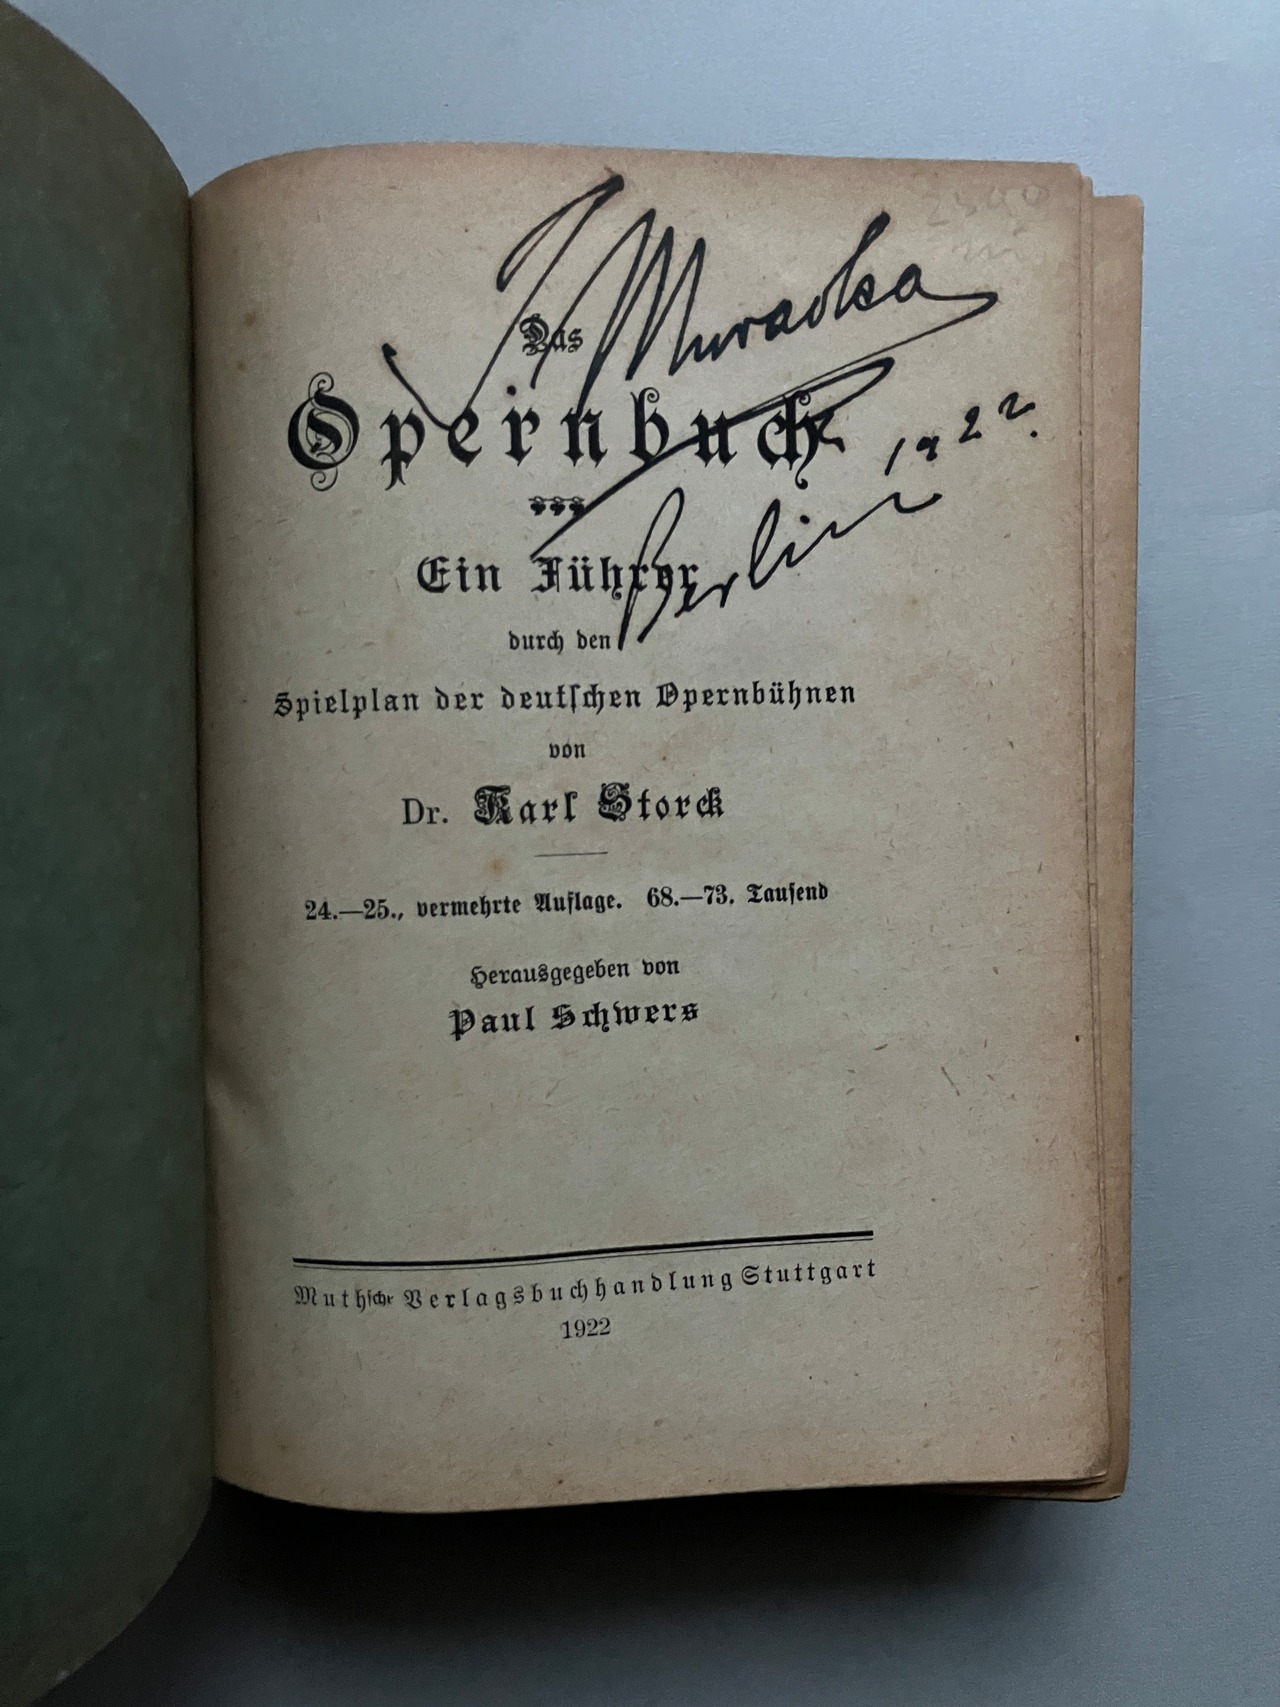 Das
Opernbuch
Ein Führer
durch den
Spielplan der deutschen Opernbühnen
von
Dr. Karl Storck
24.—25., vermehrte Auflage. 68.—73. Tausend
Herausgegeben von
Paul Schwers
Muthsche Verlagsbuchhandlung Stuttgart
1922
Berlin 1922.